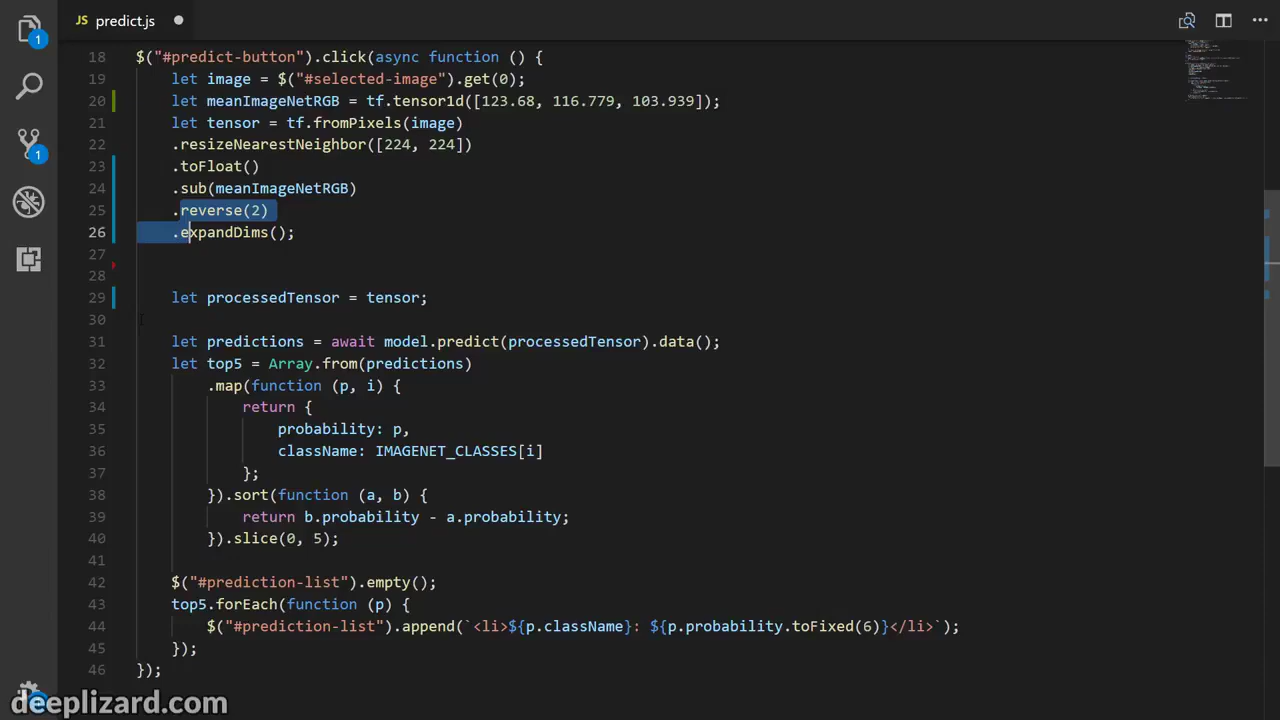 JS predict.js
18 $("#predict-button").click(async function () {
19 let image = $("#selected-image").get(0);
20 let meanImageNetRGB = tf.tensor1d([123.68, 116.779, 103.939]);
21 let tensor = tf.fromPixels(image)
22 .resizeNearestNeighbor([224, 224])
23 .toFloat()
24 .sub(meanImageNetRGB)
25 .reverse(2)
26 .expandDims();
27
28
29 let processedTensor = tensor;
30
31 let predictions = await model.predict(processedTensor).data();
32 let top5 = Array.from(predictions)
33 .map(function (p, i) {
34 return {
35 probability: p,
36 className: IMAGENET_CLASSES[i]
37 };
38 }).sort(function (a, b) {
39 return b.probability - a.probability;
40 }).slice(0, 5);
41
42 $("#prediction-list").empty();
43 top5.forEach(function (p) {
44 $("#prediction-list").append(`<li>${p.className}: ${p.probability.toFixed(6)}</li>`);
45 });
46 });
1
1
deeplizard.com